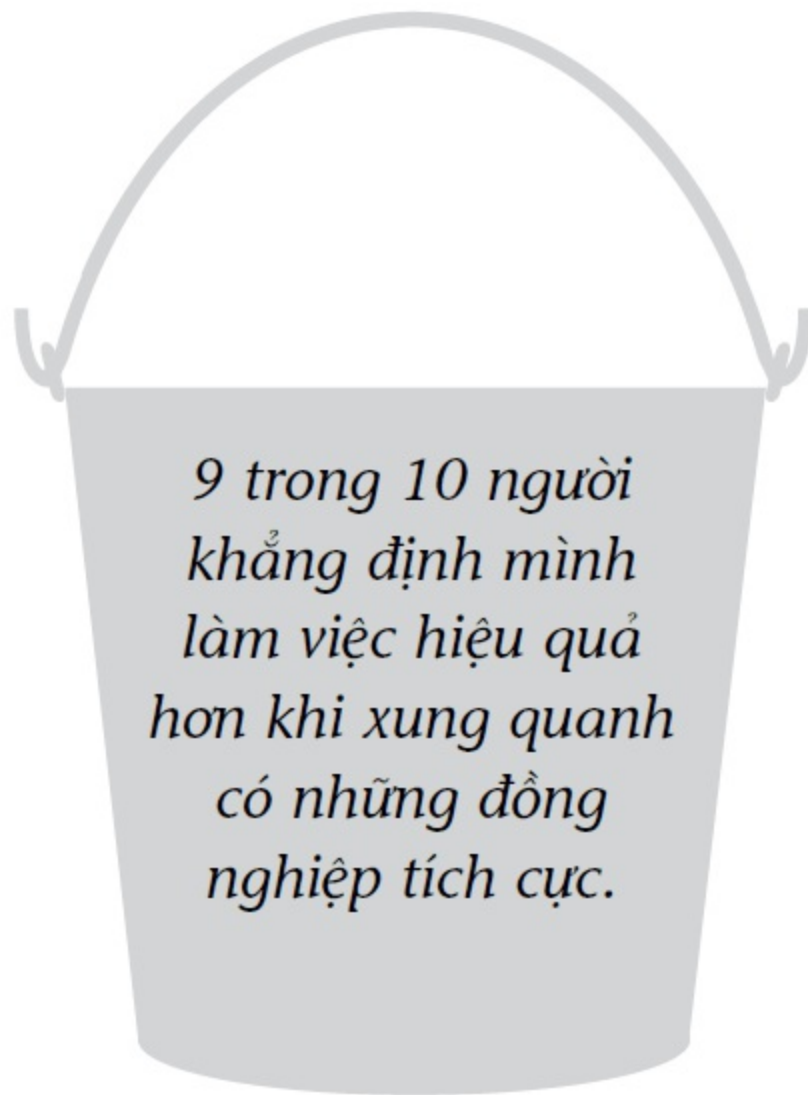 9 trong 10 người
khẳng định mình
làm việc hiệu quả
hơn khi xung quanh
có những đồng
nghiệp tích cực.